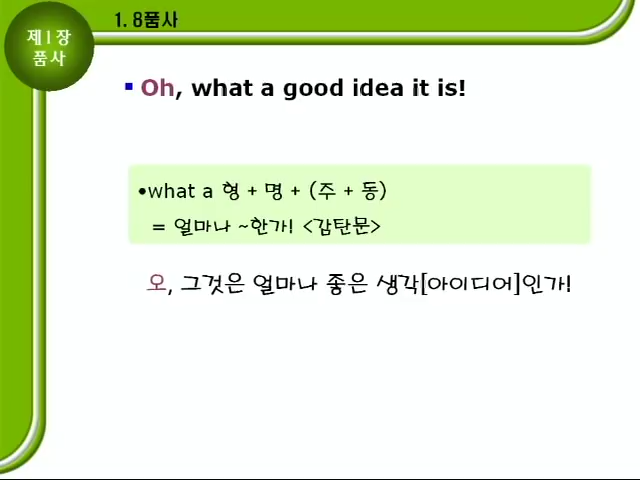 1. 8품사
제1장
품사
Oh, what a good idea it is!
•what a 형 + 명 + (주 + 동)
= 얼마나 ~한가! <감탄문>
오, 그것은 얼마나 좋은 생각[아이디어]인가!